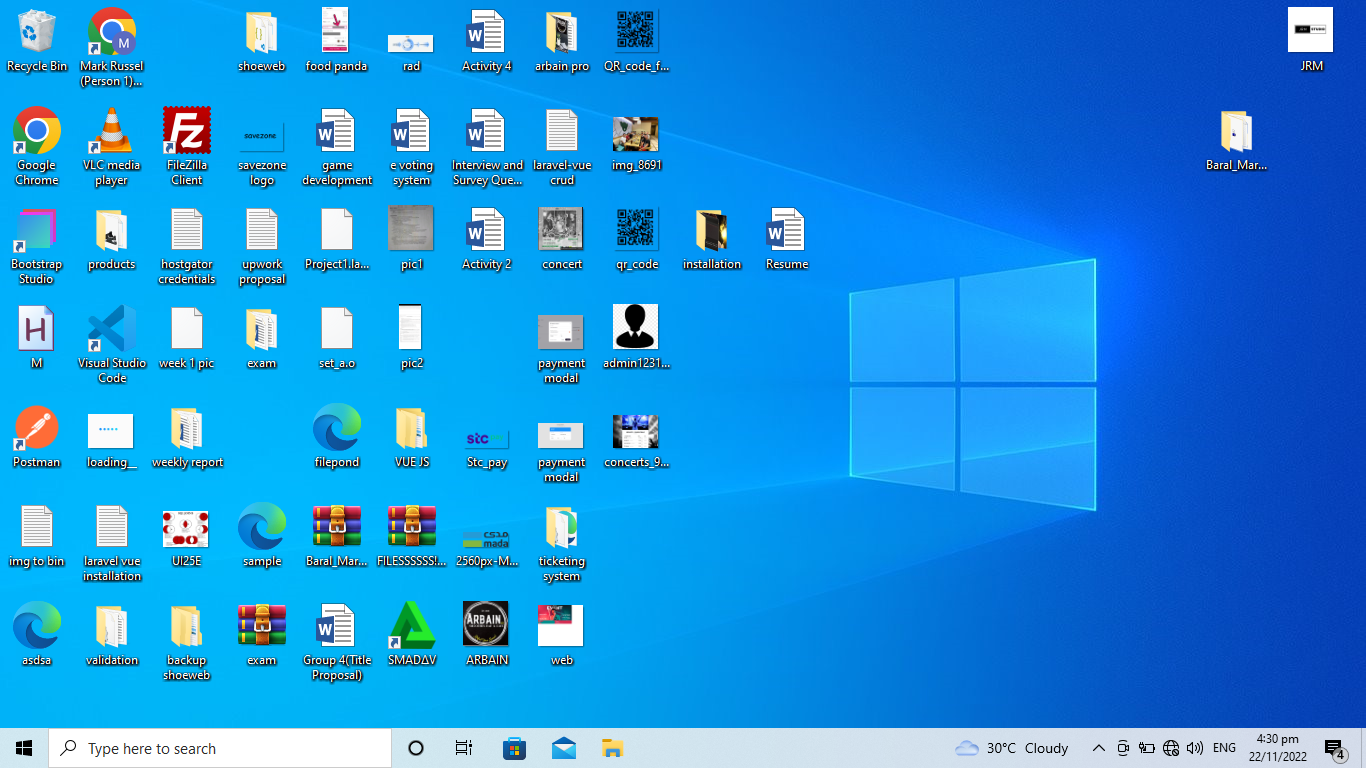 Recycle Bin
Mark Russel
(Person 1)...
shoeweb
food panda
rad
Activity 4
arbain pro
QR_code_f...
JRM
Google
Chrome
VLC media
player
FileZilla
Client
savezone
savezone
logo
game
development
e voting
system
Interview and
Survey Que...
laravel-vue
crud
img_8691
Baral_Mar...
Bootstrap
Studio
products
hostgator
credentials
upwork
proposal
Project1.la...
pic1
Activity 2
concert
qr_code
installation
Resume
M
Visual Studio
Code
week 1 pic
exam
set_a.o
pic2
payment
modal
admin1231...
Postman
loading__
weekly report
filepond
VUE JS
stc
Stc_pay
payment
modal
concerts_9...
img to bin
laravel vue
installation
UI25E
sample
Baral_Mar...
FILESSSSSS!...
mada
2560px-M...
ticketing
system
asdsa
validation
backup
shoeweb
exam
Group 4(Title
Proposal)
SMADΔV
ARBAIN
ARBAIN
web
Type here to search
30°C Cloudy
ENG
4:30 pm
22/11/2022
4